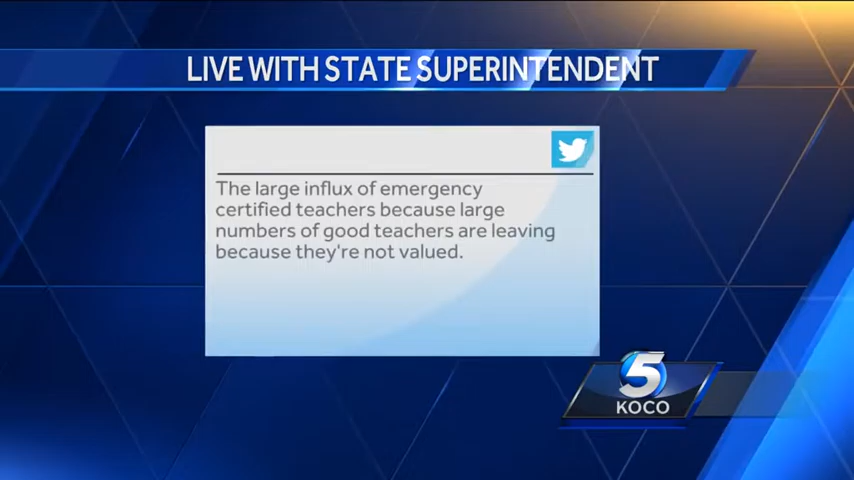 LIVE WITH STATE SUPERINTENDENT
The large influx of emergency
certified teachers because large
numbers of good teachers are leaving
because they're not valued.
5
KOCO